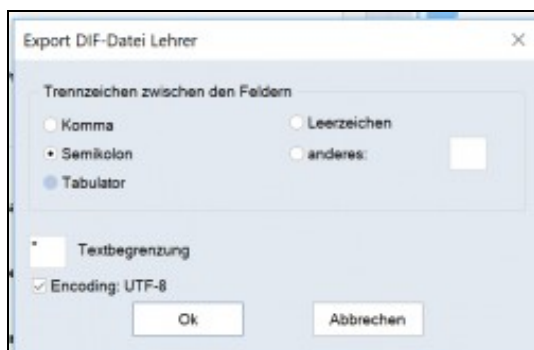 Export DIF-Datei Lehrer
Trennzeichen zwischen den Feldern
Komma
Leerzeichen
Semikolon
anderes:
Tabulator
" Textbegrenzung
Encoding: UTF-8
Ok
Abbrechen